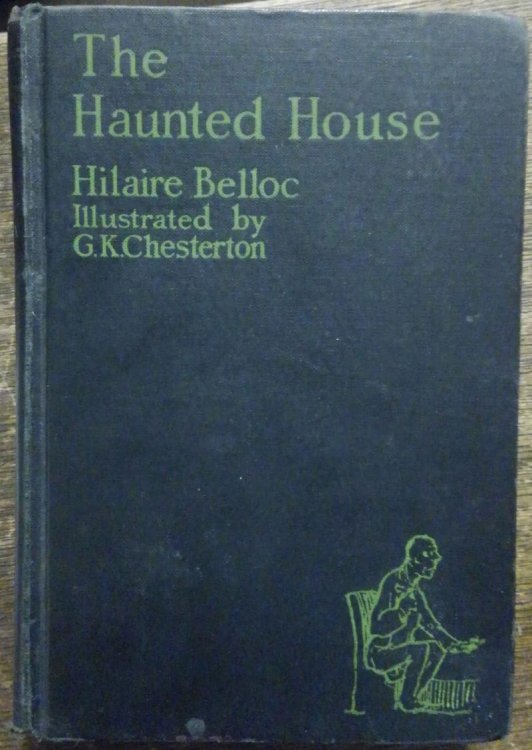 The
Haunted House
Hilaire Belloc
Illustrated by
G.K.Chesterton